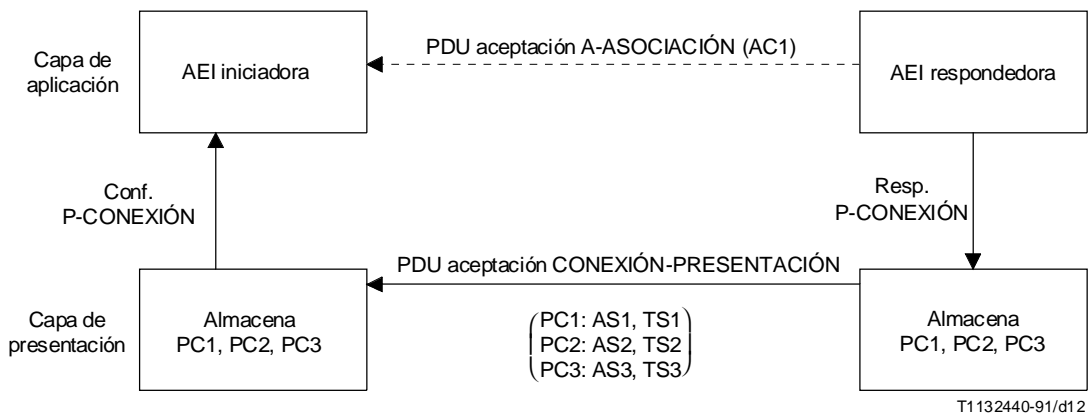 Capa de
aplicación
AEI iniciadora
PDU aceptación A-ASOCIACIÓN (AC1)
AEI respondedora
Conf.
P-CONEXIÓN
Resp.
P-CONEXIÓN
PDU aceptación CONEXIÓN-PRESENTACIÓN
Capa de
presentación
Almacena
PC1, PC2, PC3
PC1: AS1, TS1
PC2: AS2, TS2
PC3: AS3, TS3
Almacena
PC1, PC2, PC3
T1132440-91/d12